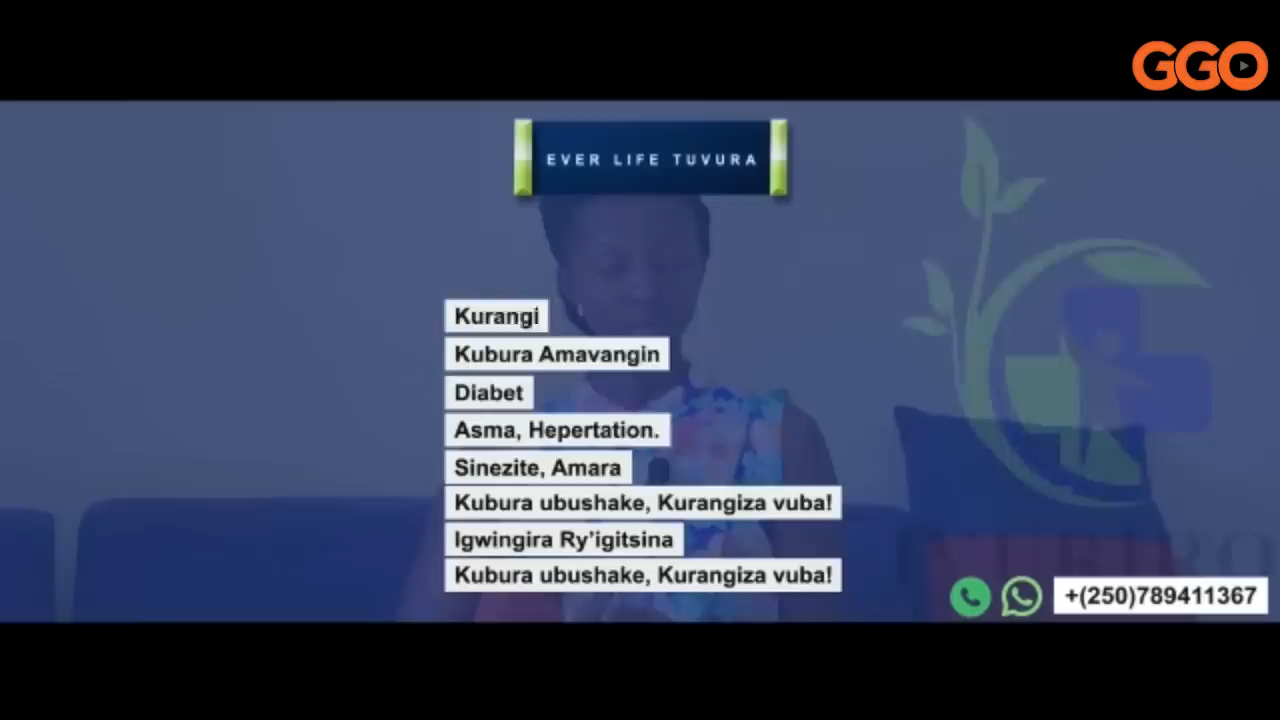 GGO
EVER LIFE TUVURA
Kurangi
Kubura Amavangin
Diabet
Asma, Hepertation.
Sinezite, Amara
Kubura ubushake, Kurangiza vuba!
Igwingira Ry'igitsina
Kubura ubushake, Kurangiza vuba!
+(250)789411367